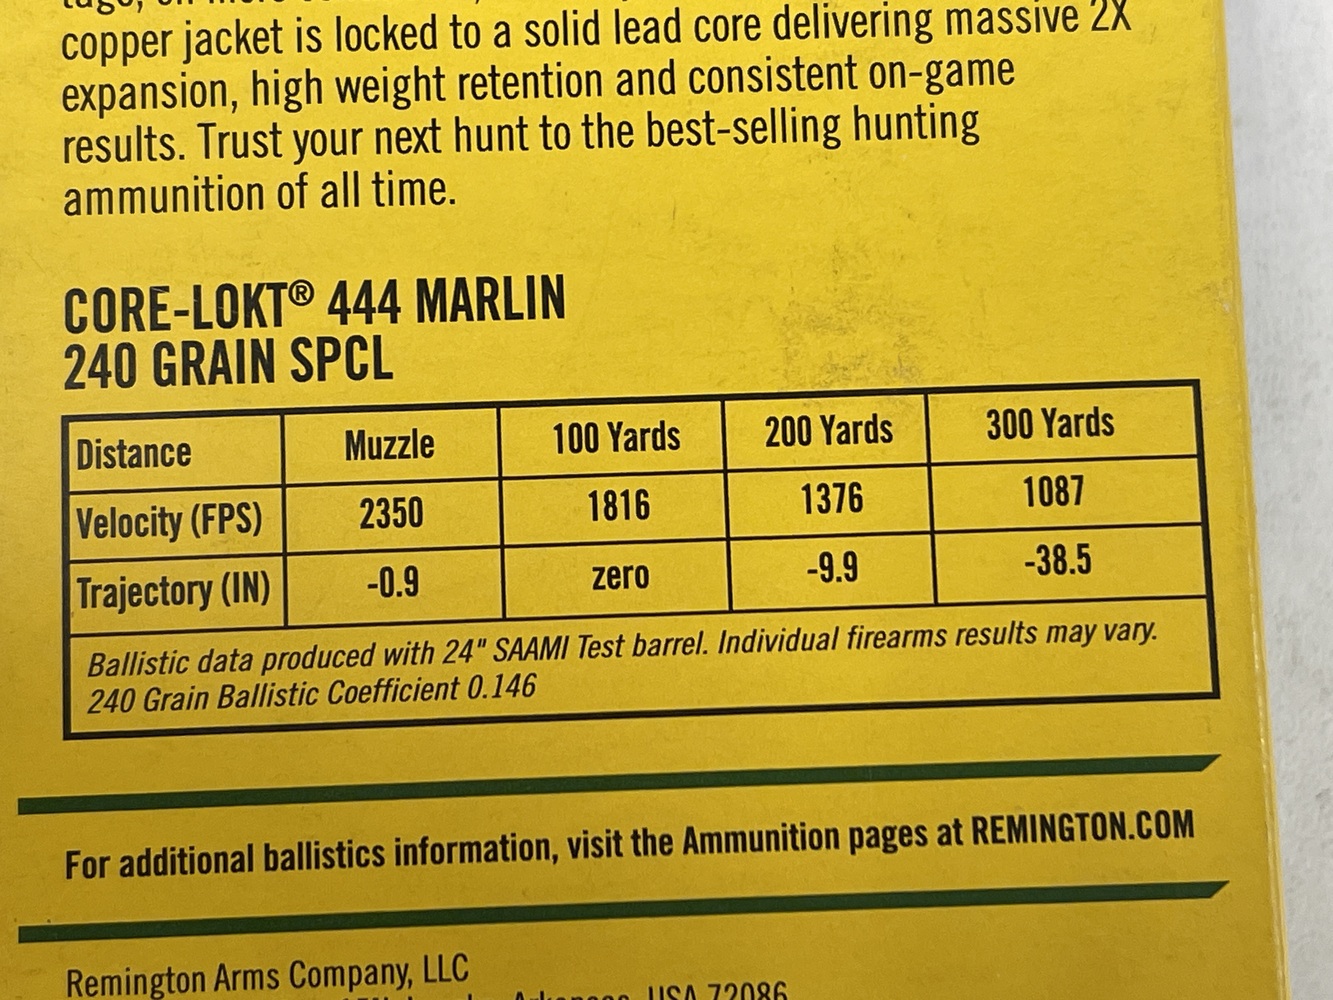 copper jacket is locked to a solid lead core delivering massive 2X
expansion, high weight retention and consistent on-game
results. Trust your next hunt to the best-selling hunting
ammunition of all time.
CORE-LOKT® 444 MARLIN
240 GRAIN SPCL
Distance Muzzle 100 Yards 200 Yards 300 Yards
Velocity (FPS) 2350 1816 1376 1087
Trajectory (IN) -0.9 zero -9.9 -38.5
Ballistic data produced with 24" SAAMI Test barrel. Individual firearms results may vary.
240 Grain Ballistic Coefficient 0.146
For additional ballistics information, visit the Ammunition pages at REMINGTON.COM
Remington Arms Company, LLC
USA 72086